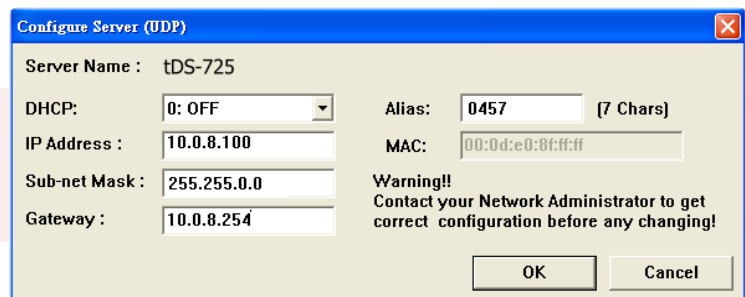 Configure Server (UDP)
Server Name : tDS-725
DHCP: 0: OFF Alias: 0457 (7 Chars)
IP Address : 10.0.8.100 MAC: 00:0d:e0:8f:ff:ff
Sub-net Mask : 255.255.0.0 Warning!!
Contact your Network Administrator to get
Gateway : 10.0.8.254 correct configuration before any changing!
OK Cancel